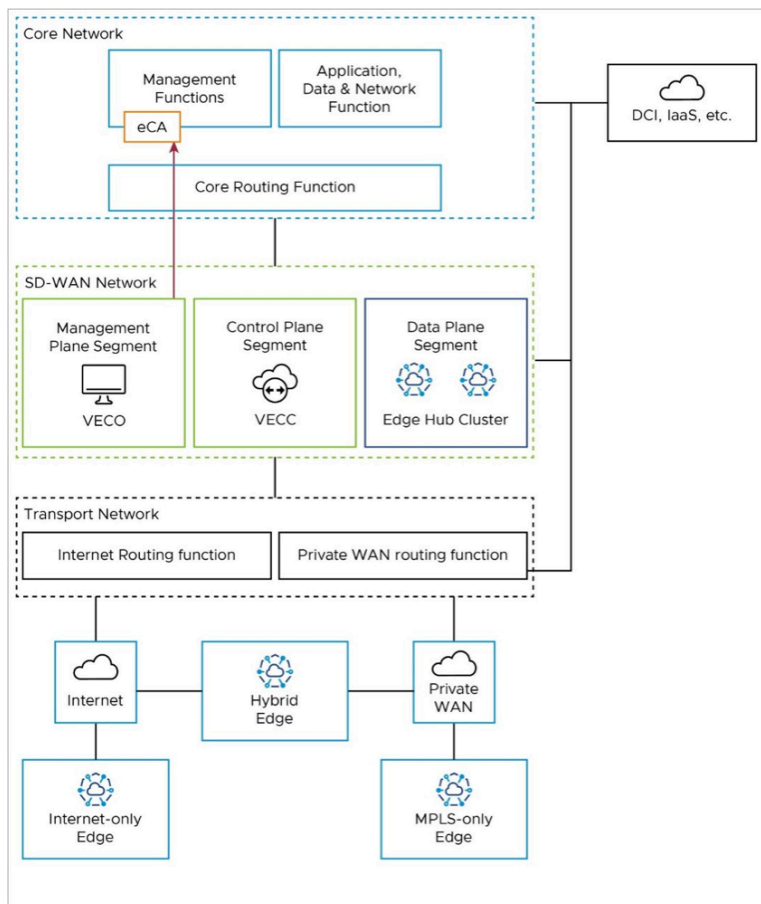 Core Network
Management
Functions
Application,
Data & Network
Function
eCA
Core Routing Function
DCI, IaaS, etc.
SD-WAN Network
Management
Plane Segment
VECO
Control Plane
Segment
VECC
Data Plane
Segment
Edge Hub Cluster
Transport Network
Internet Routing function
Private WAN routing function
Internet
Hybrid
Edge
Private
WAN
Internet-only
Edge
MPLS-only
Edge